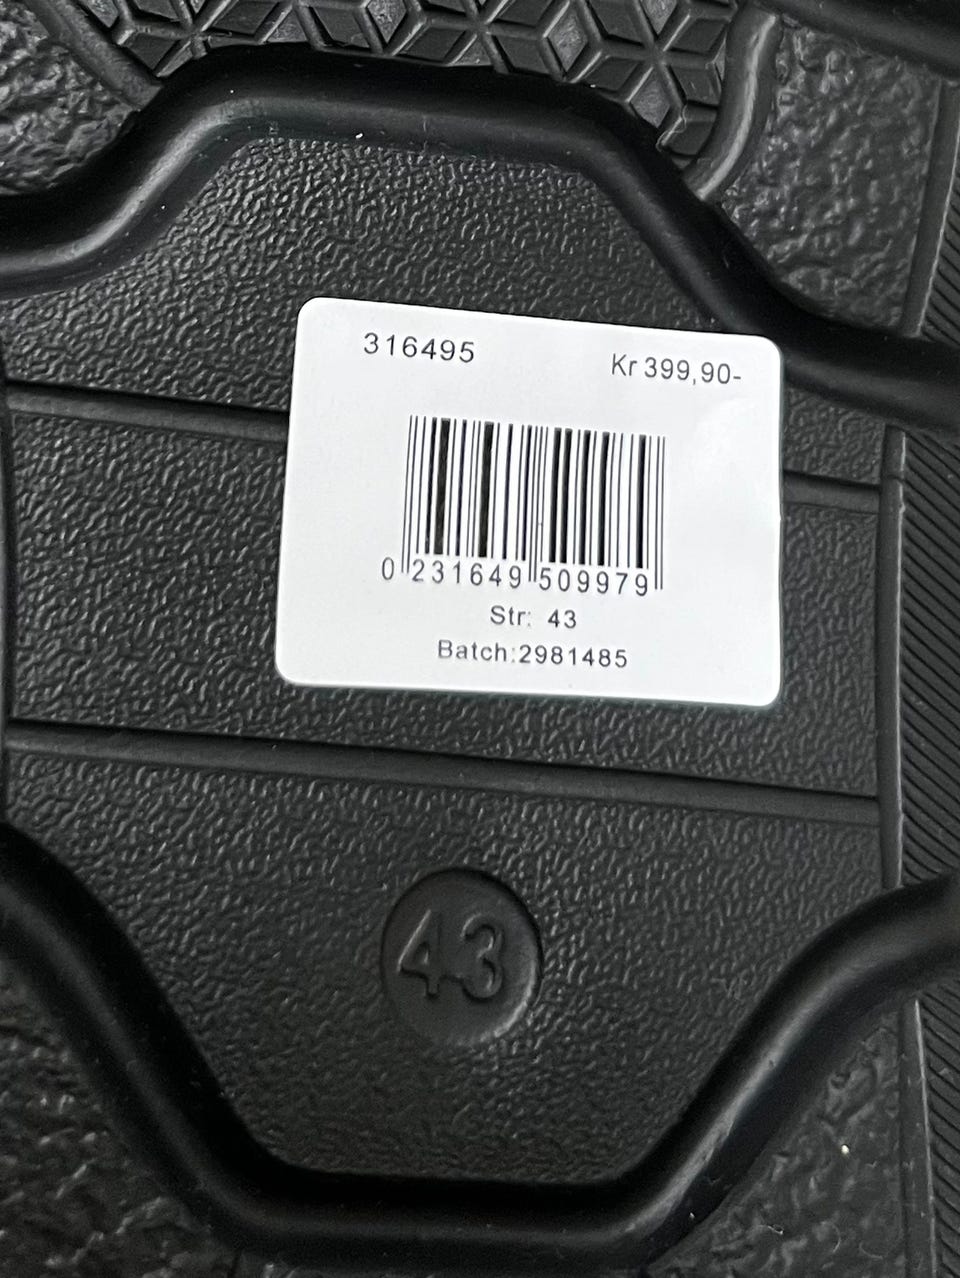 316495
Kr 399,90-
0 231649 509979
Str: 43
Batch:2981485
43